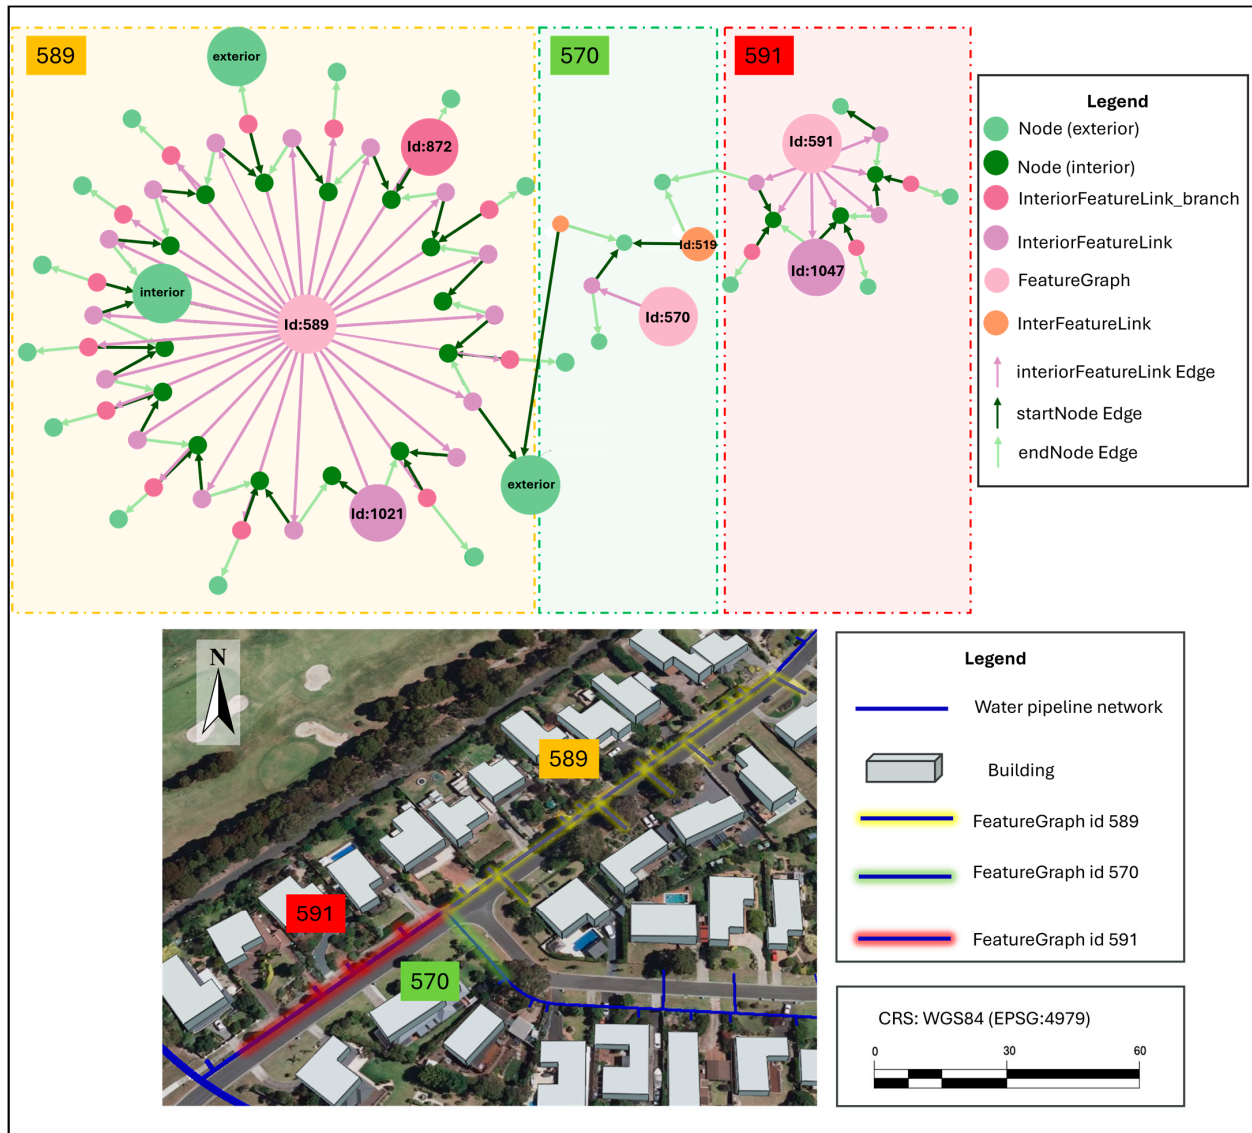 589
570
591
exterior
Id:872
interior
Id:589
Id:1021
exterior
Id:519
Id:570
Id:591
Id:1047
Legend
Node (exterior)
Node (interior)
InteriorFeatureLink_branch
InteriorFeatureLink
FeatureGraph
InterFeatureLink
interiorFeatureLink Edge
startNode Edge
endNode Edge
N
589
591
570
Legend
Water pipeline network
Building
FeatureGraph id 589
FeatureGraph id 570
FeatureGraph id 591
CRS: WGS84 (EPSG:4979)
0 30 60